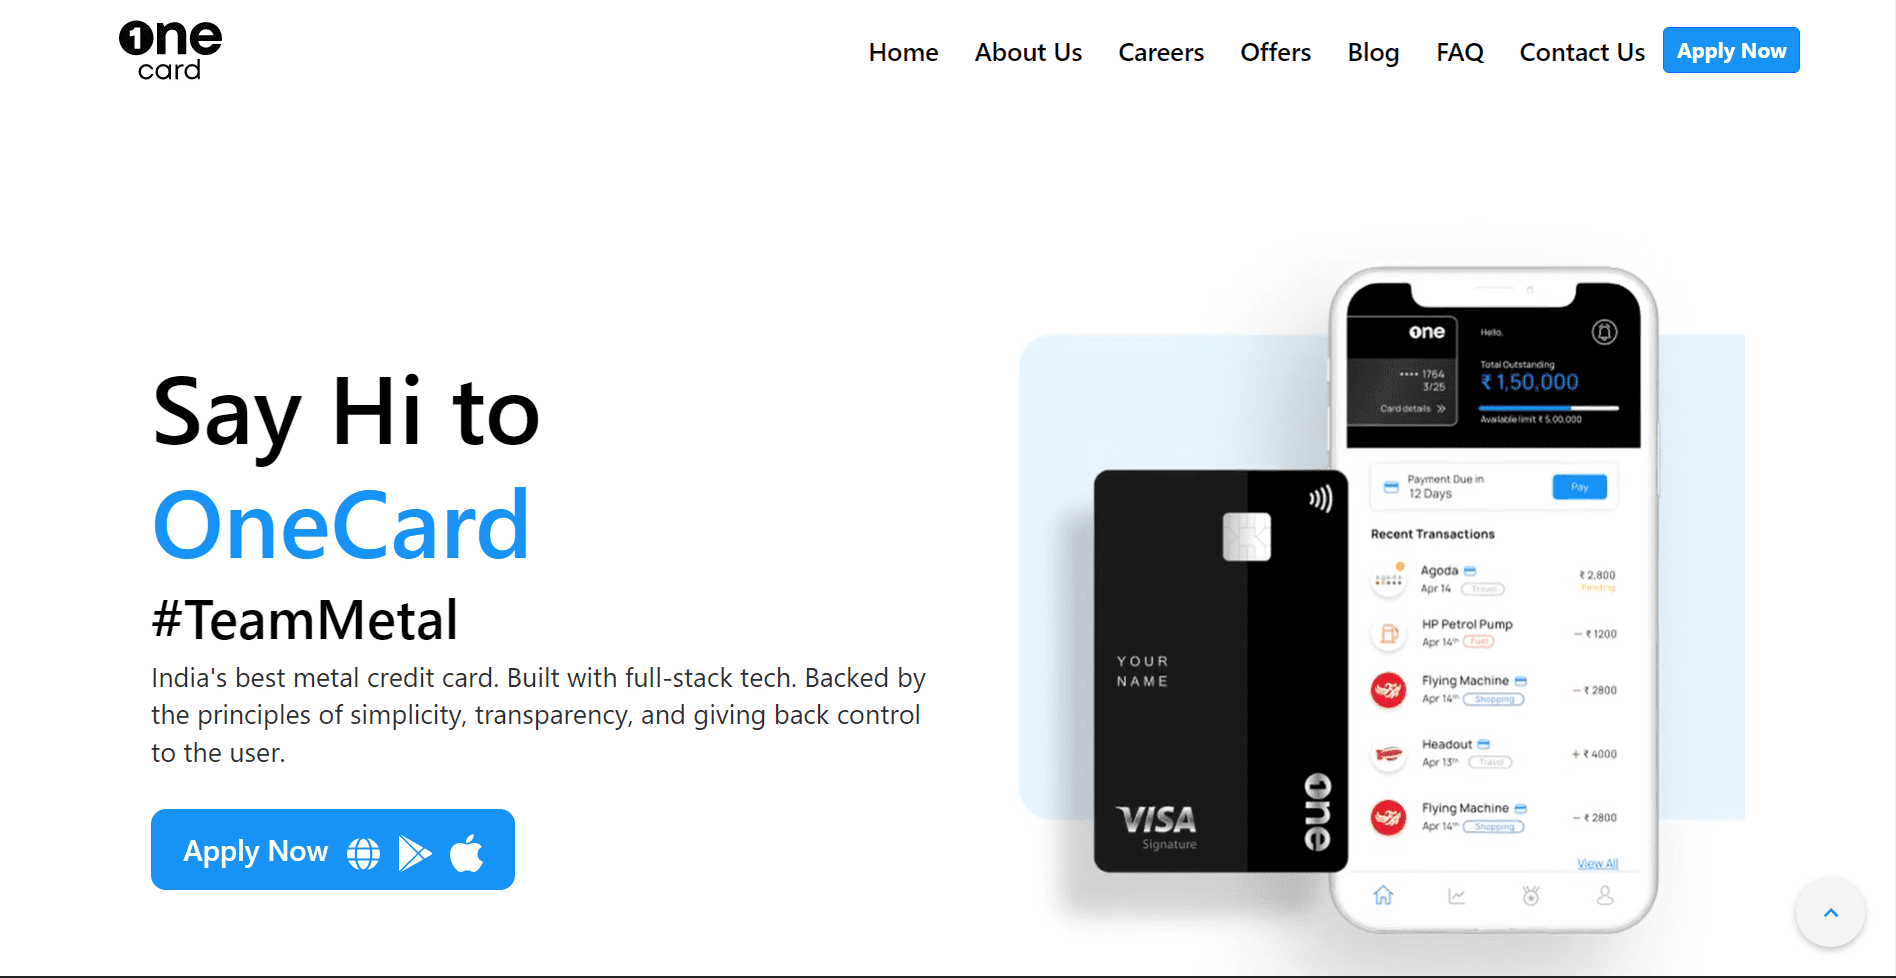 One
card
Home About Us Careers Offers Blog FAQ Contact Us Apply Now
Say Hi to
OneCard
#TeamMetal
India's best metal credit card. Built with full-stack tech. Backed by
the principles of simplicity, transparency, and giving back control
to the user.
Apply Now
YOUR
NAME
VISA
Signature
one
one
•••• 1764
3/25
Card details »
Hello,
Total Outstanding
₹ 1,50,000
Available limit ₹ 5,00,000
Payment Due in
12 Days
Pay
Recent Transactions
agoda
Agoda
₹ 2,800
Apr 14 Travel
Pending
HP Petrol Pump
Apr 14th Fuel
– ₹ 1200
Flying Machine
Apr 14th Shopping
– ₹ 2800
Headout
Apr 13th Travel
+ ₹ 4000
Flying Machine
Apr 14th Shopping
– ₹ 2800
View All